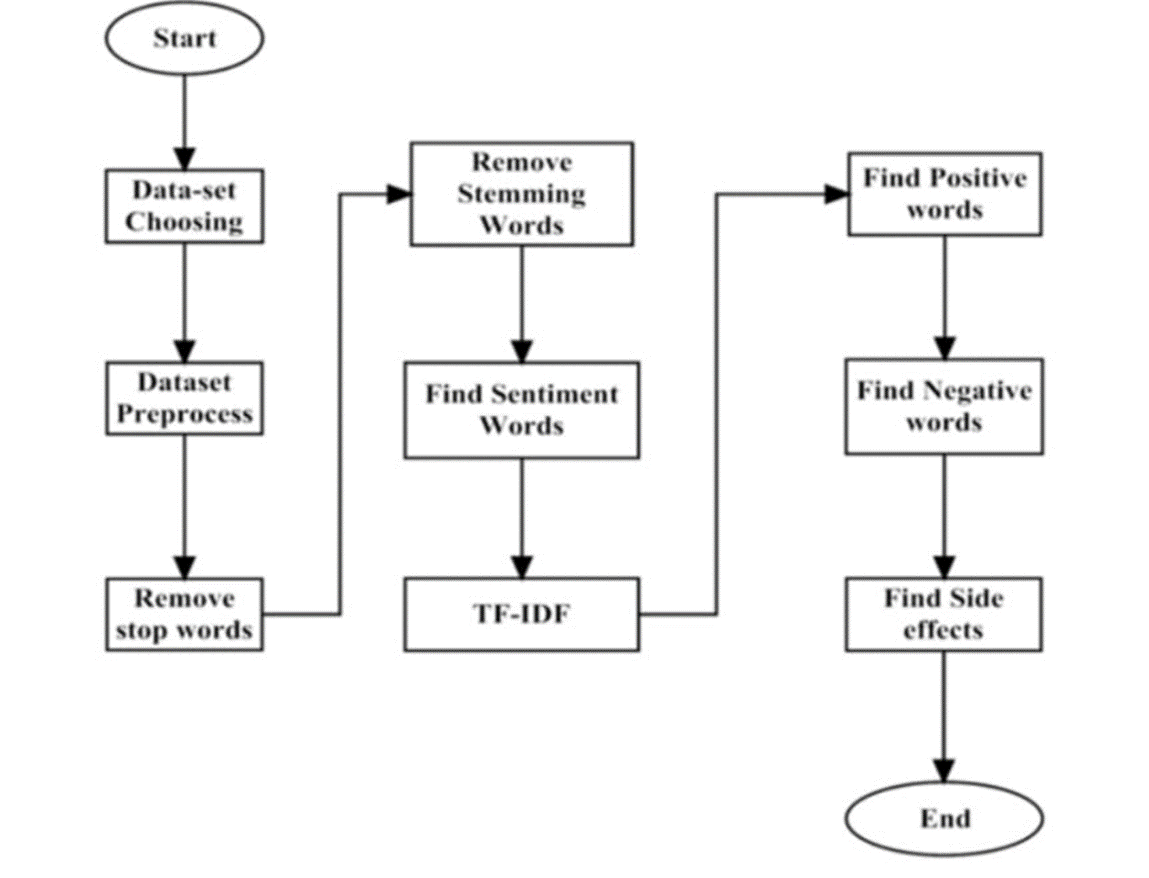 Start
Data-set
Choosing
Dataset
Preprocess
Remove
stop words
Remove
Stemming
Words
Find Sentiment
Words
TF-IDF
Find Positive
words
Find Negative
words
Find Side
effects
End